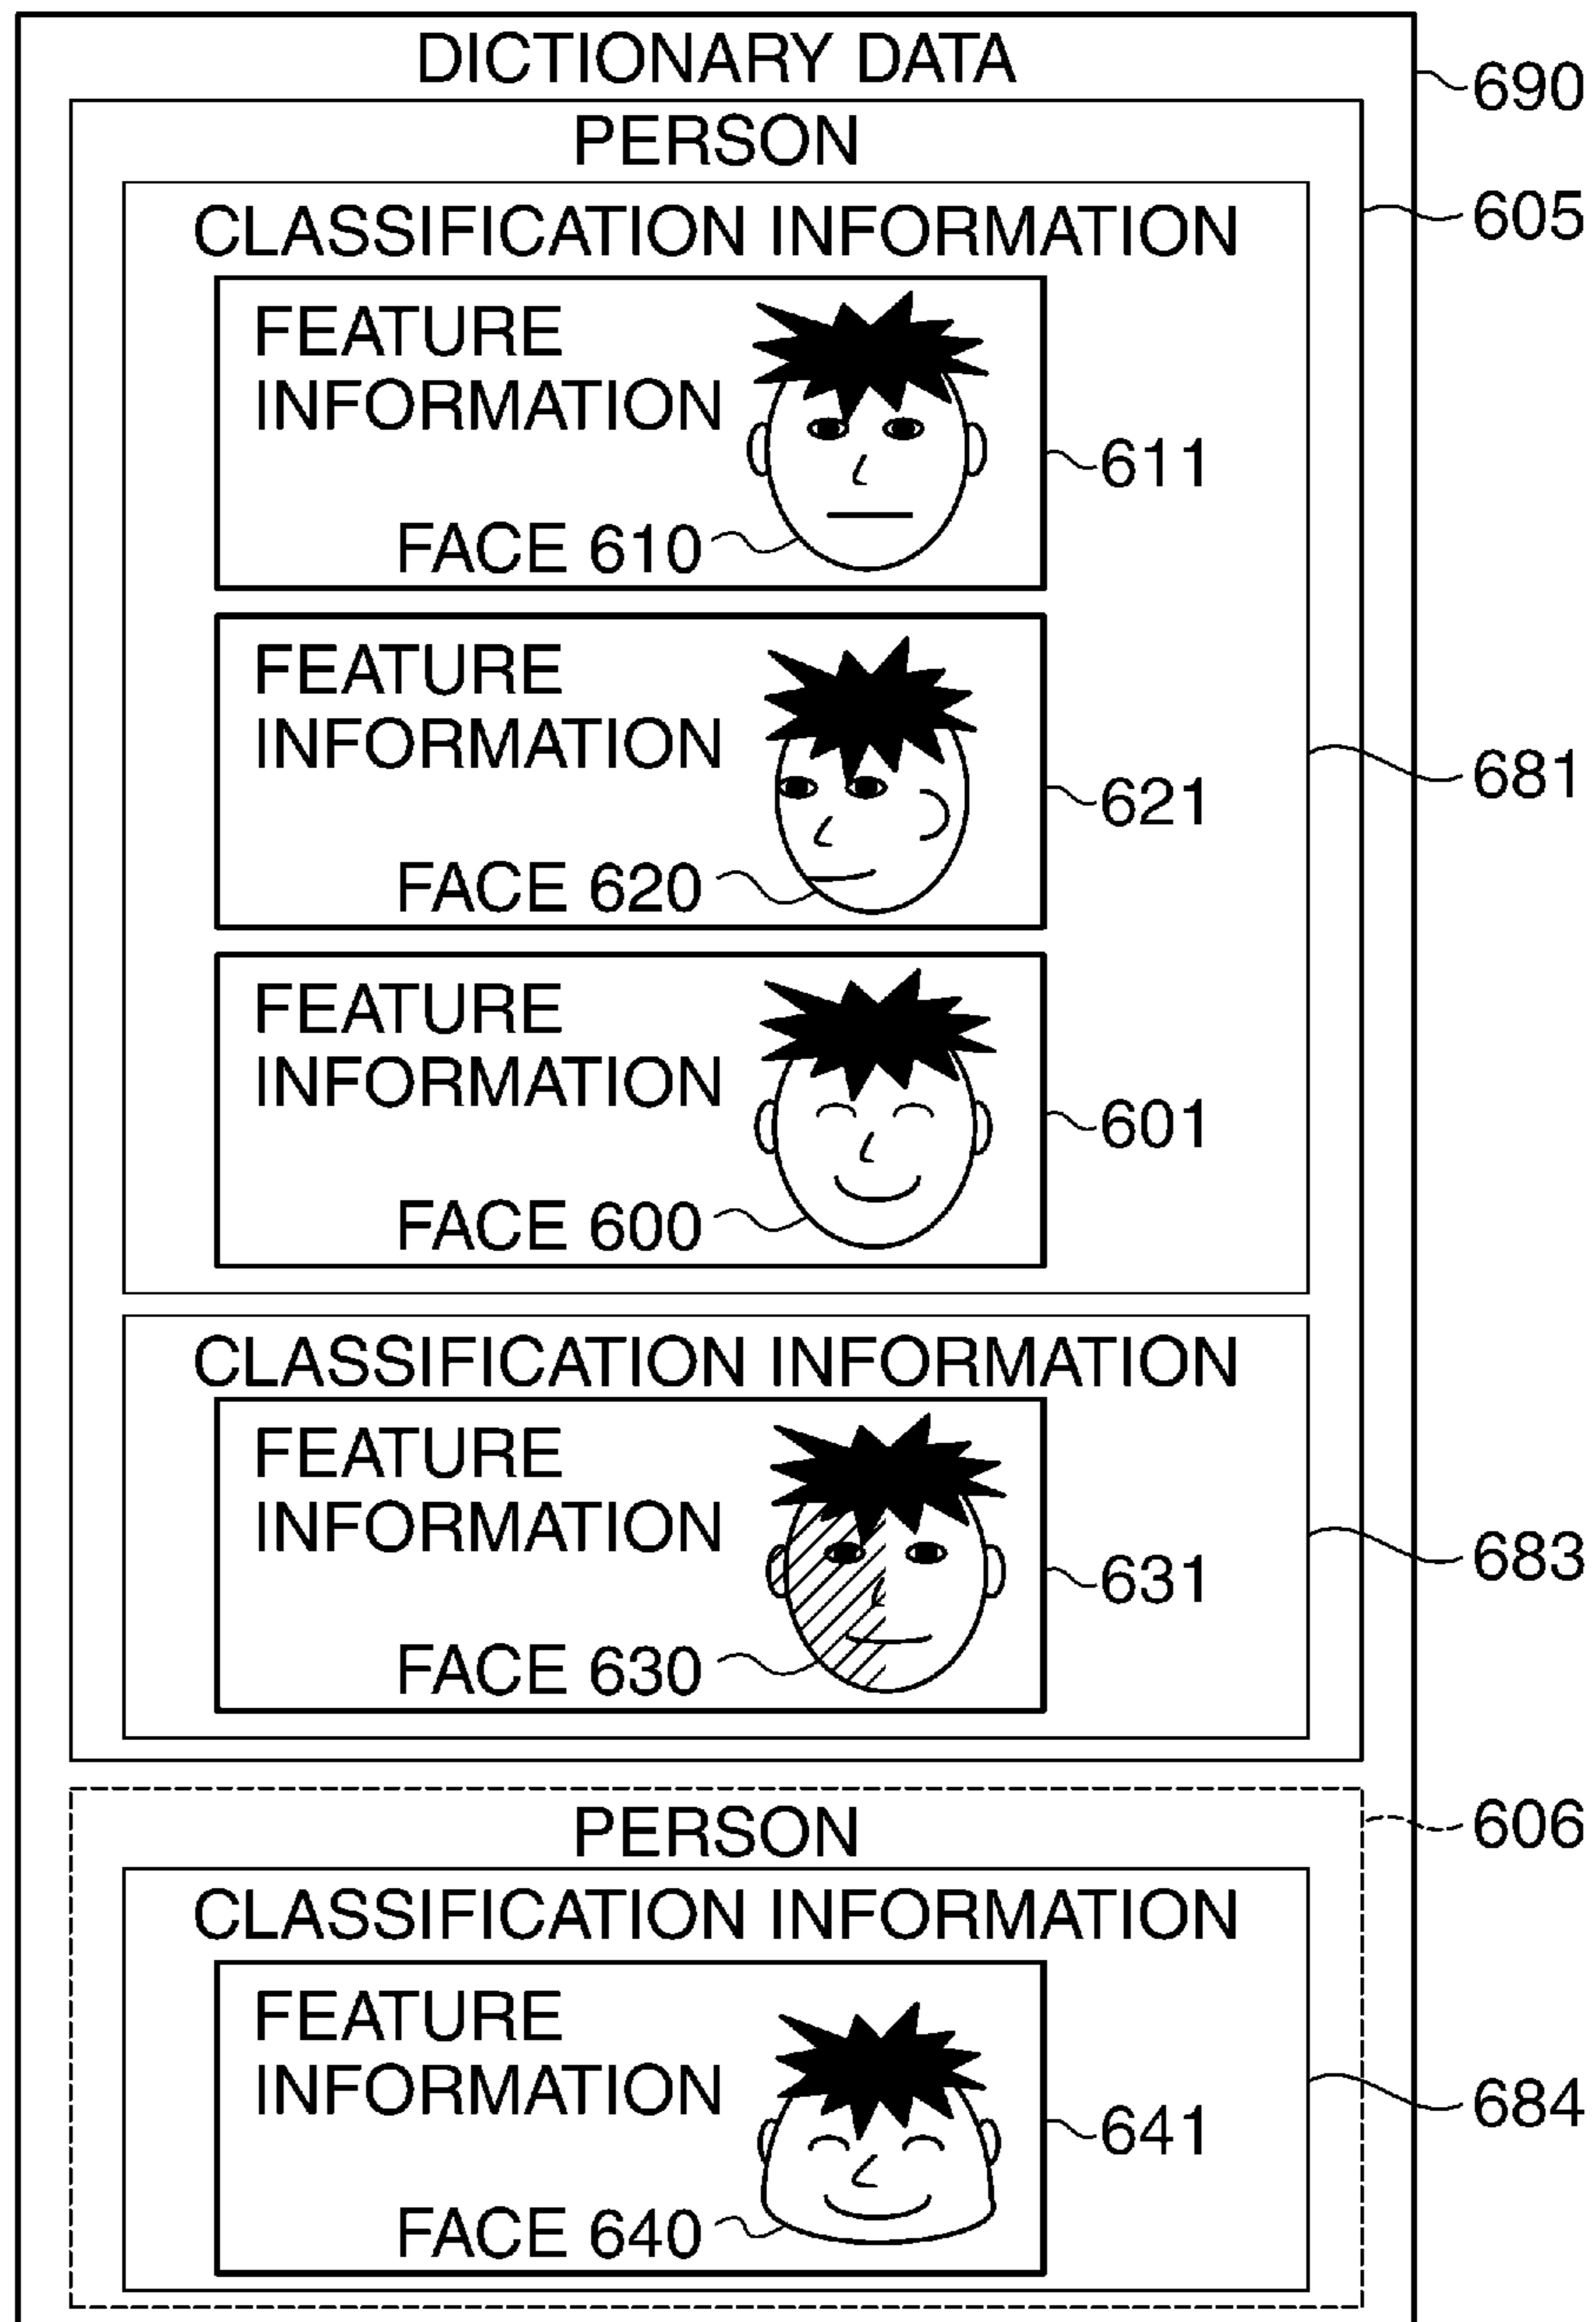 DICTIONARY DATA
690
PERSON
605
CLASSIFICATION INFORMATION
FEATURE
INFORMATION
611
FACE 610
FEATURE
INFORMATION
681
621
FACE 620
FEATURE
INFORMATION
601
FACE 600
CLASSIFICATION INFORMATION
FEATURE
INFORMATION
683
631
FACE 630
606
PERSON
CLASSIFICATION INFORMATION
FEATURE
INFORMATION
684
641
FACE 640